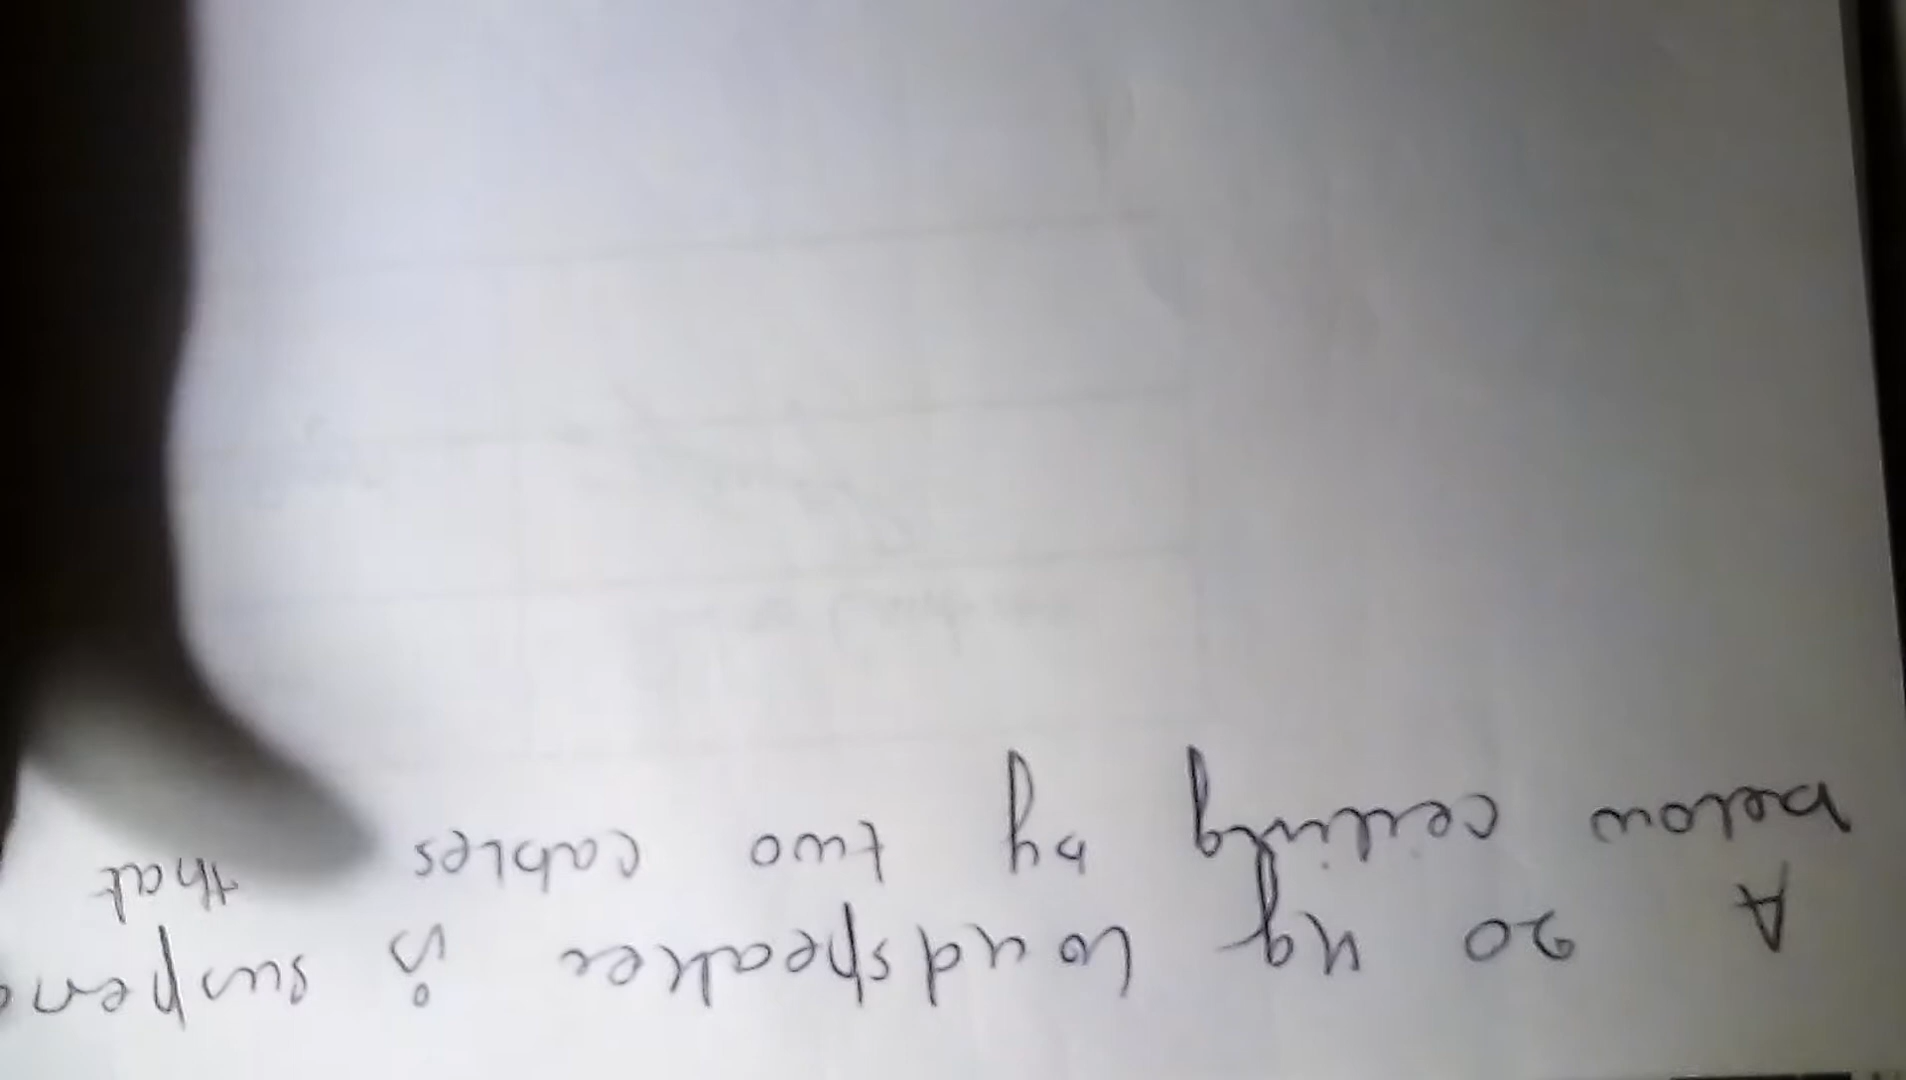 A 20 kg loudspeaker is suspen
below ceiling by two cables that